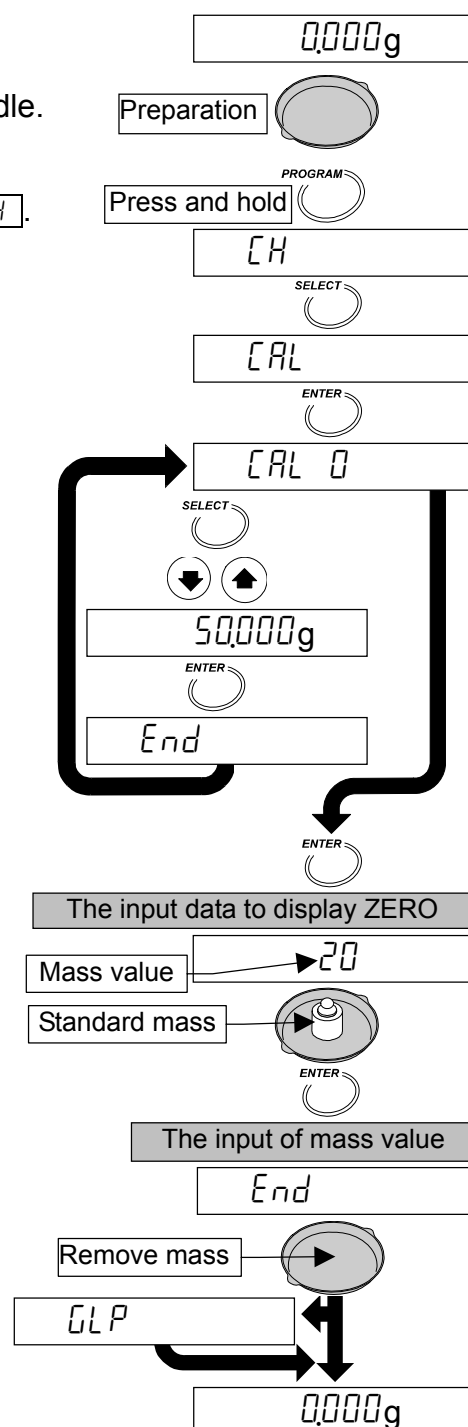 0.000g
dle.
Preparation
PROGRAM
Press and hold
H.
CH
SELECT
CAL
ENTER
CAL 0
SELECT
50.000g
ENTER
End
ENTER
The input data to display ZERO
20
Mass value
Standard mass
ENTER
The input of mass value
End
Remove mass
GLP
0.000g